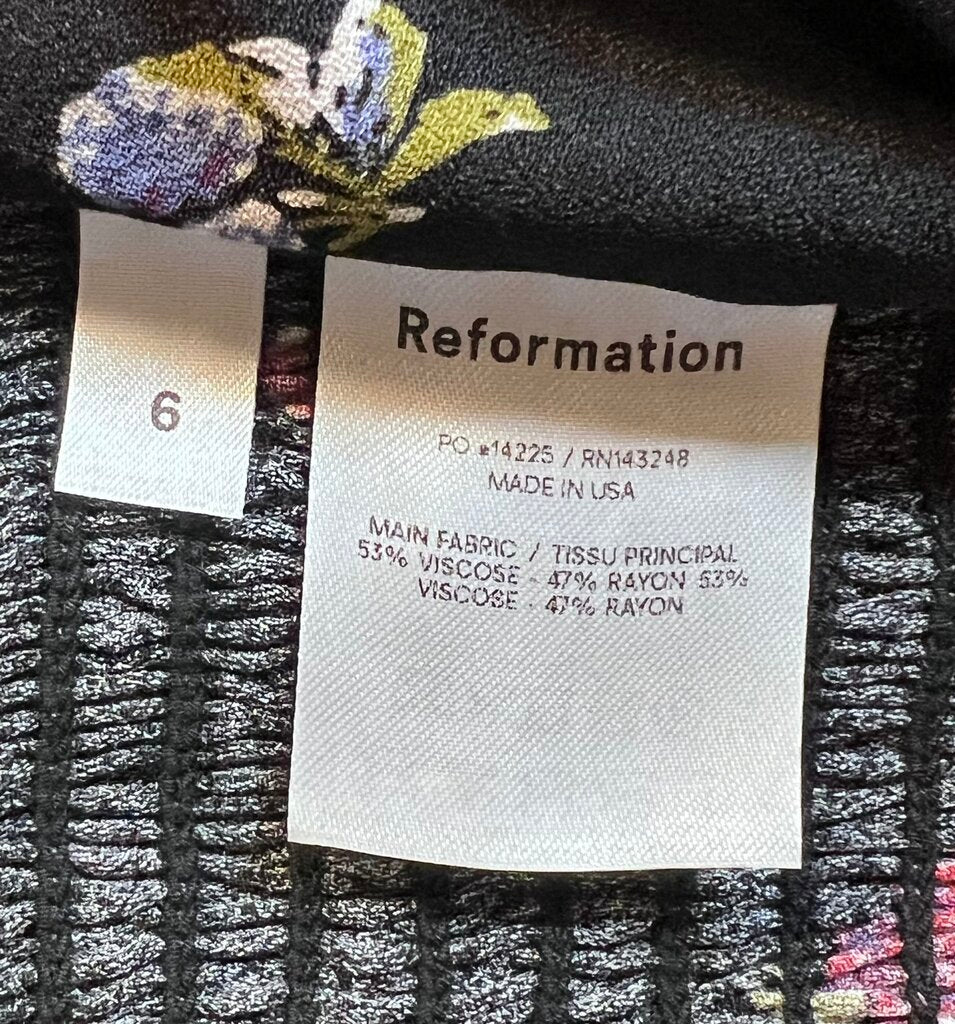 6
Reformation
PO #14225 / RN143248
MADE IN USA
MAIN FABRIC / TISSU PRINCIPAL
53% VISCOSE - 47% RAYON 53%
VISCOSE - 47% RAYON